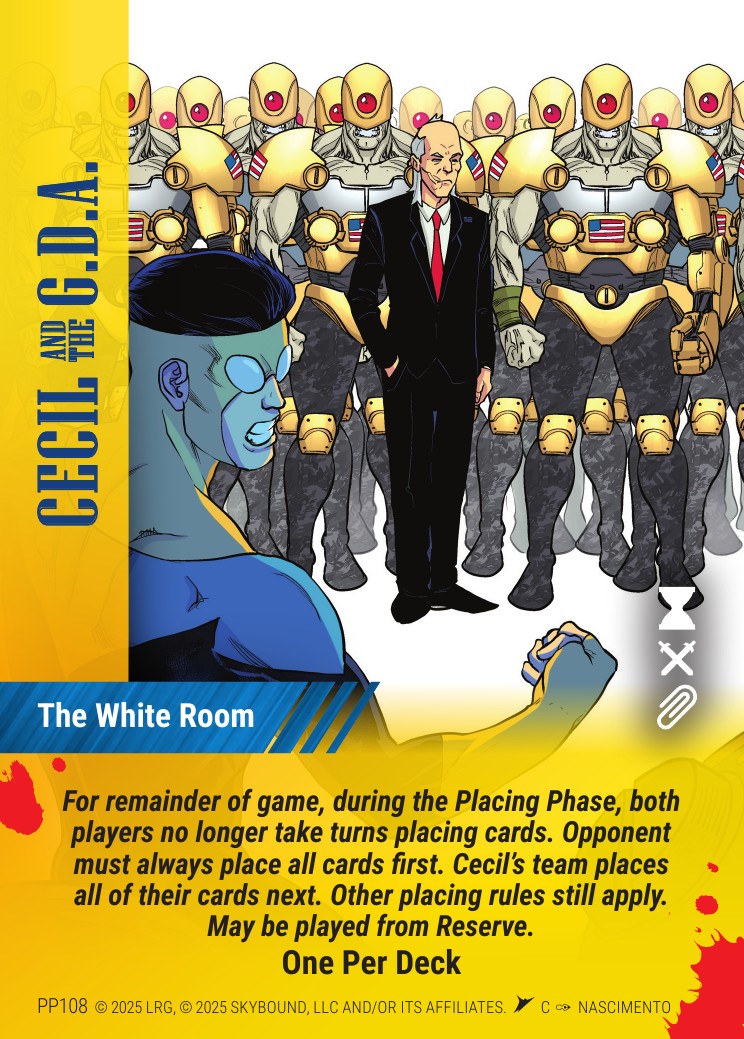 CECIL AND THE G.D.A.
The White Room
For remainder of game, during the Placing Phase, both
players no longer take turns placing cards. Opponent
must always place all cards first. Cecil’s team places
all of their cards next. Other placing rules still apply.
May be played from Reserve.
One Per Deck
PP108 © 2025 LRG, © 2025 SKYBOUND, LLC AND/OR ITS AFFILIATES. C NASCIMENTO